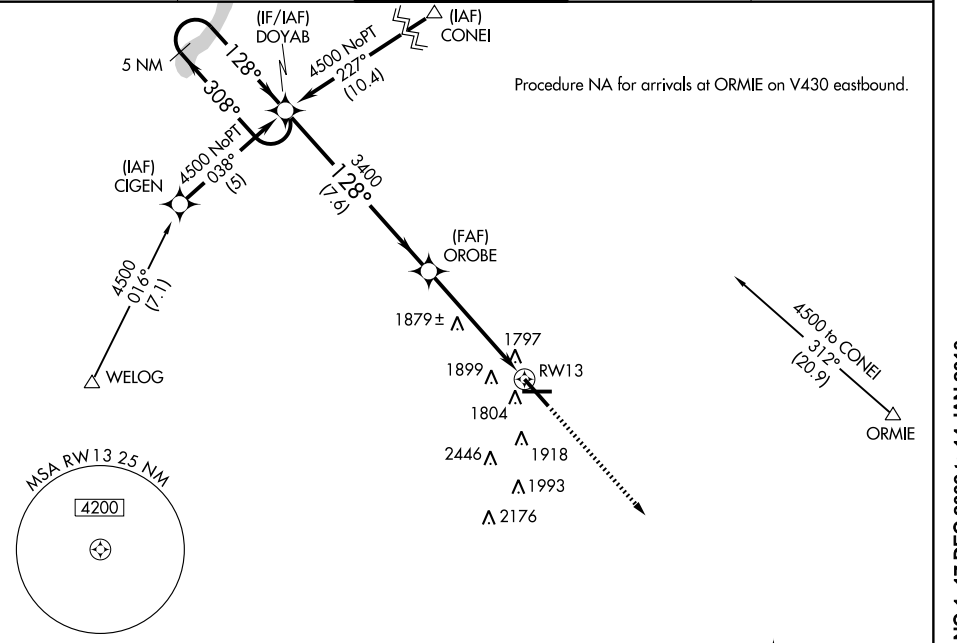 (IF/IAF)
DOYAB
(IAF)
CONEI
5 NM
128°
308°
4500 NoPT
227°
(10.4)
Procedure NA for arrivals at ORMIE on V430 eastbound.
(IAF)
CIGEN
4500 NoPT
038°
(5)
3400
128°
(7.6)
(FAF)
OROBE
4500
016°
(7.1)
WELOG
1879±
1797
1899
RW13
1804
4500 to CONEI
312°
(20.9)
ORMIE
2446
1918
1993
2176
MSA RW13 25 NM
4200